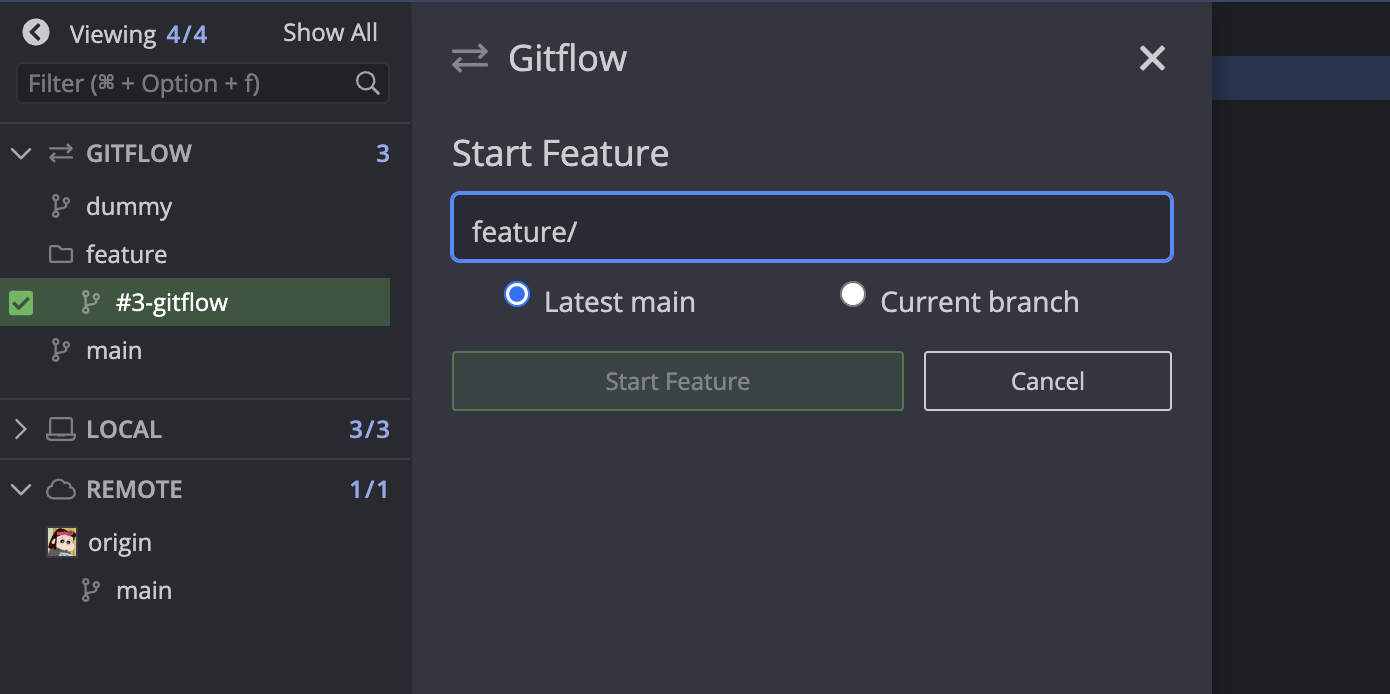 Viewing 4/4 Show All
Filter (⌘ + Option + f)
GITFLOW 3
dummy
feature
#3-gitflow
main
LOCAL 3/3
REMOTE 1/1
origin
main
Gitflow
Start Feature
feature/
Latest main
Current branch
Start Feature
Cancel